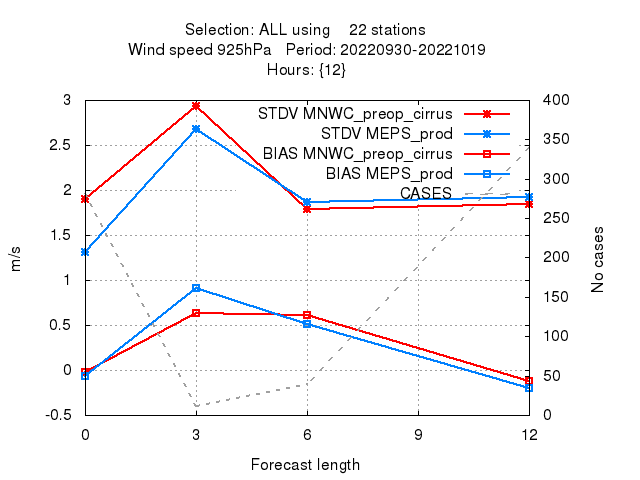 Selection: ALL using    22 stations
Wind speed 925hPa   Period: 20220930-20221019
Hours: {12}
STDV MNWC_preop_cirrus
STDV MEPS_prod
BIAS MNWC_preop_cirrus
BIAS MEPS_prod
CASES
3
2.5
2
1.5
1
0.5
0
-0.5
m/s
400
350
300
250
200
150
100
50
0
No cases
0 3 6 9 12
Forecast length